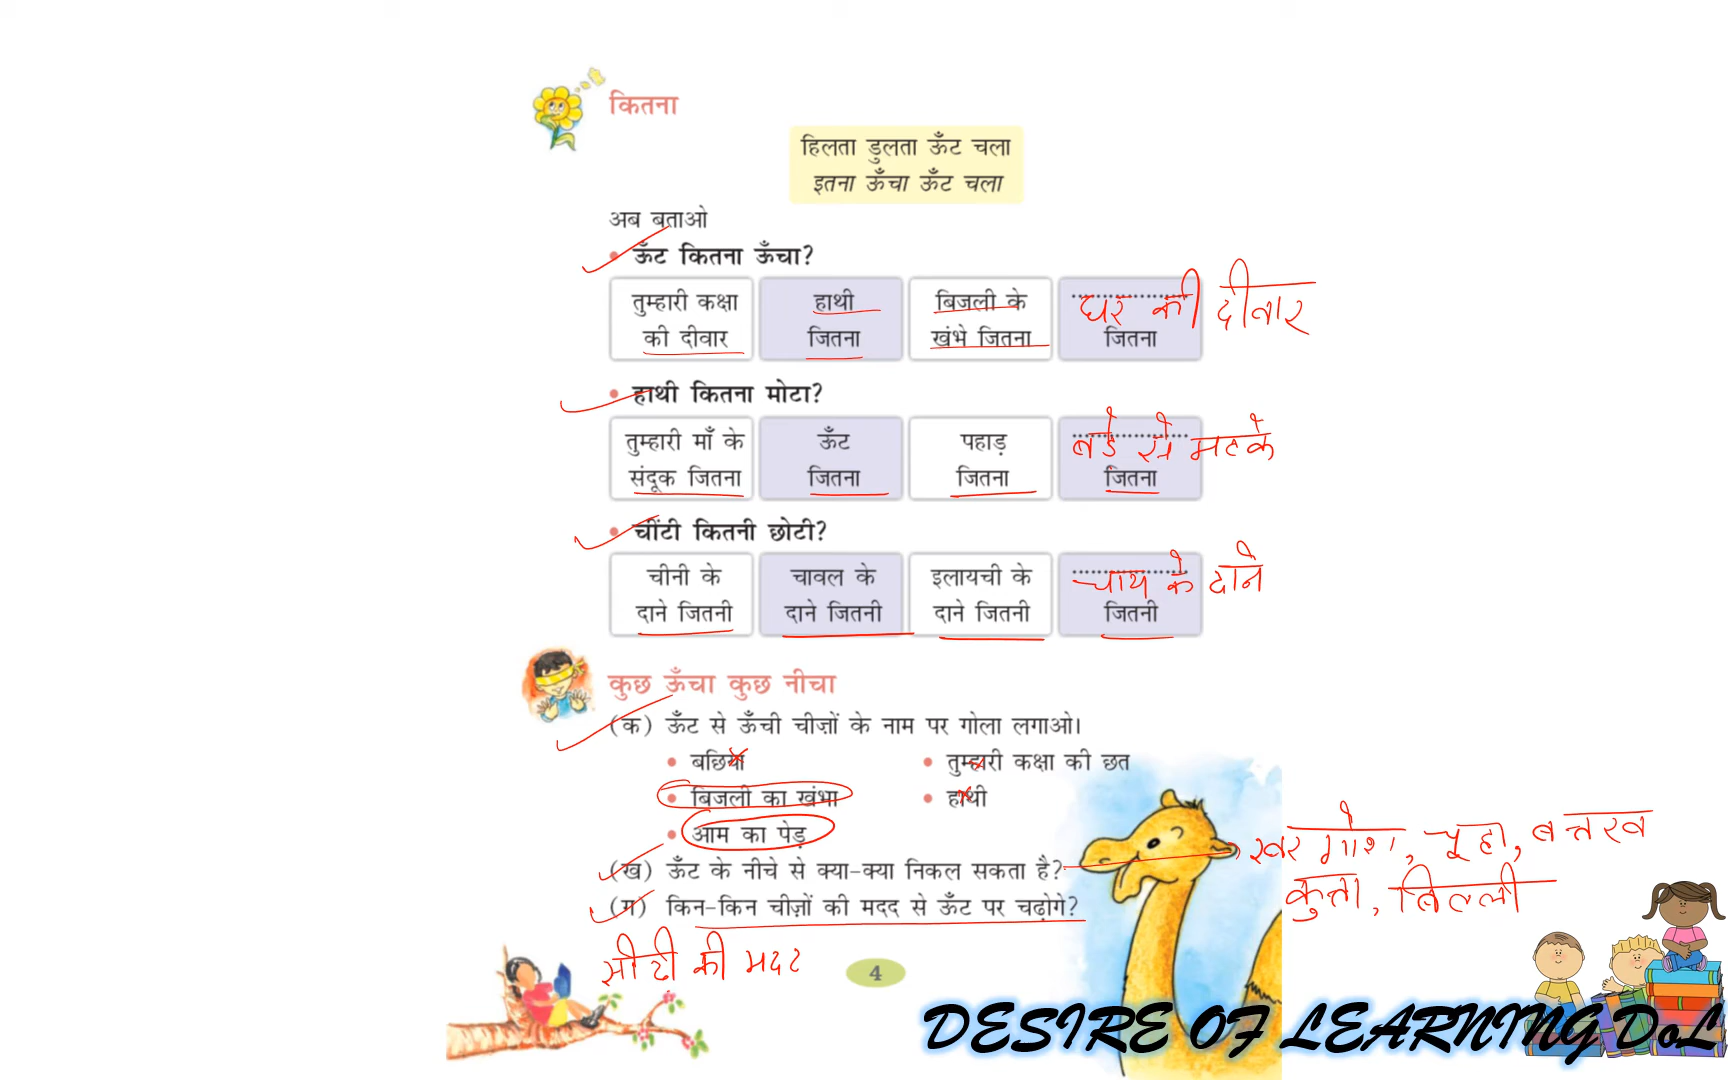 कितना
हिलता डुलता ऊँट चला
इतना ऊँचा ऊँट चला
अब बताओ
• ऊँट कितना ऊँचा?
तुम्हारी कक्षा की दीवार
हाथी जितना
बिजली के खंभे जितना
घर की दीवार जितना
• हाथी कितना मोटा?
तुम्हारी माँ के संदूक जितना
ऊँट जितना
पहाड़ जितना
बडे से मटके जितना
• चींटी कितनी छोटी?
चीनी के दाने जितनी
चावल के दाने जितनी
इलायची के दाने जितनी
चाय के दाने जितनी
कुछ ऊँचा कुछ नीचा
(क) ऊँट से ऊँची चीज़ों के नाम पर गोला लगाओ।
• बछिया • तुम्हारी कक्षा की छत
• बिजली का खंभा • हाथी
• आम का पेड़
(ख) ऊँट के नीचे से क्या-क्या निकल सकता है?
खरगोश, चूहा, बत्तख
कुत्ता, बिल्ली
(ग) किन-किन चीज़ों की मदद से ऊँट पर चढ़ोगे?
सीढी की मदद
4
DESIRE OF LEARNING DoL